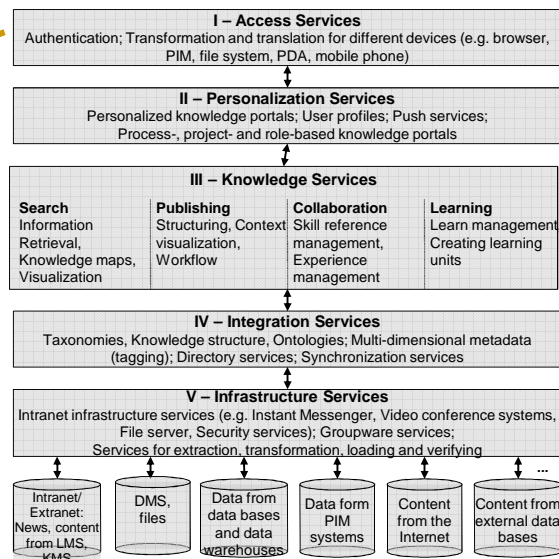 I – Access Services
Authentication; Transformation and translation for different devices (e.g. browser,
PIM, file system, PDA, mobile phone)
II – Personalization Services
Personalized knowledge portals; User profiles; Push services;
Process-, project- and role-based knowledge portals
III – Knowledge Services
Search
Information
Retrieval,
Knowledge maps,
Visualization
Publishing
Structuring, Context
visualization,
Workflow
Collaboration
Skill reference
management,
Experience
management
Learning
Learn management
Creating learning
units
IV – Integration Services
Taxonomies, Knowledge structure, Ontologies; Multi-dimensional metadata
(tagging); Directory services; Synchronization services
V – Infrastructure Services
Intranet infrastructure services (e.g. Instant Messenger, Video conference systems,
File server, Security services); Groupware services;
Services for extraction, transformation, loading and verifying
...
Intranet/
Extranet:
News, content
from LMS,
KMS
DMS,
files
Data from
data bases
and data
warehouses
Data form
PIM
systems
Content
from the
Internet
Content from
external data
bases